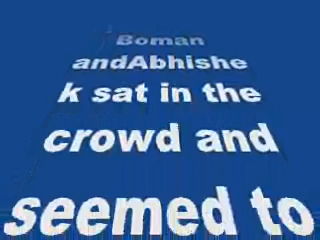 Boman
andAbhishe
k sat in the
crowd and
seemed to